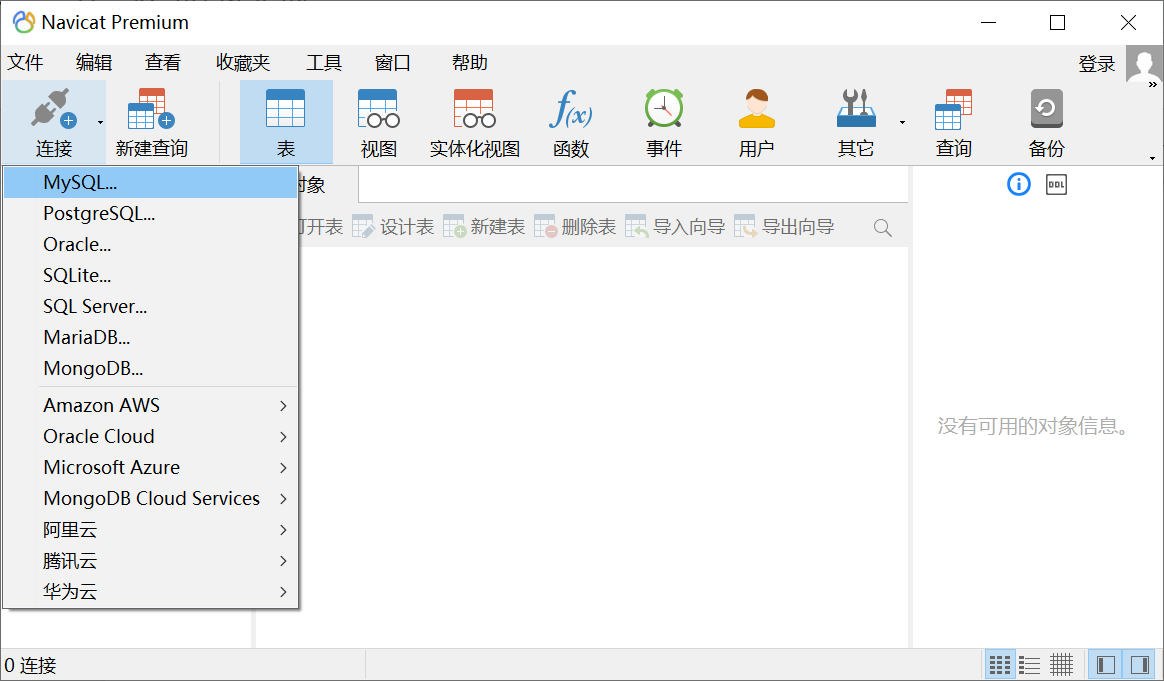 Navicat Premium
文件 编辑 查看 收藏夹 工具 窗口 帮助 登录
连接 新建查询 表 视图 实体化视图 函数 事件 用户 其它 查询 备份
MySQL...
PostgreSQL...
Oracle...
SQLite...
SQL Server...
MariaDB...
MongoDB...
Amazon AWS
Oracle Cloud
Microsoft Azure
MongoDB Cloud Services
阿里云
腾讯云
华为云
对象
打开表 设计表 新建表 删除表 导入向导 导出向导
DDL
没有可用的对象信息。
0 连接